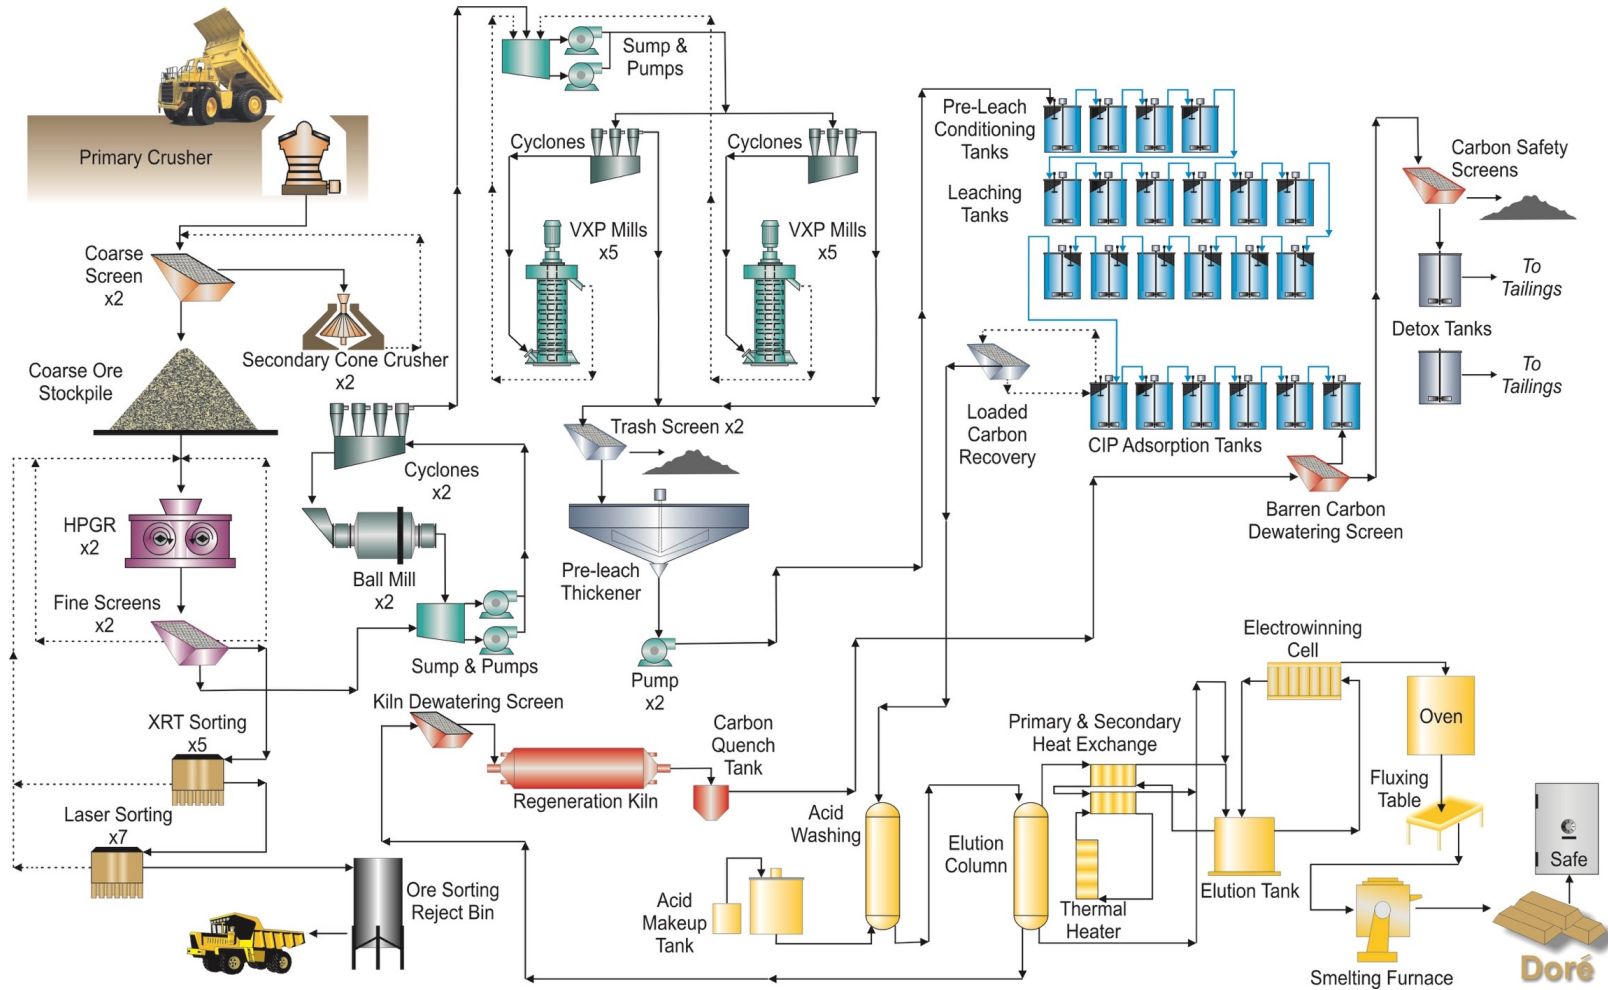 Primary Crusher
Coarse
Screen
x2
Secondary Cone Crusher
x2
Coarse Ore
Stockpile
HPGR
x2
Fine Screens
x2
XRT Sorting
x5
Laser Sorting
x7
Ore Sorting
Reject Bin
Cyclones
x2
Ball Mill
x2
Sump & Pumps
Sump &
Pumps
Cyclones
Cyclones
VXP Mills
x5
VXP Mills
x5
Trash Screen x2
Pre-leach
Thickener
Pump
x2
Kiln Dewatering Screen
Regeneration Kiln
Carbon
Quench
Tank
Pre-Leach
Conditioning
Tanks
Leaching
Tanks
Loaded
Carbon
Recovery
CIP Adsorption Tanks
Barren Carbon
Dewatering Screen
Carbon Safety
Screens
To
Tailings
Detox Tanks
To
Tailings
Acid
Washing
Acid
Makeup
Tank
Elution
Column
Primary & Secondary
Heat Exchange
Thermal
Heater
Elution Tank
Electrowinning
Cell
Oven
Fluxing
Table
Smelting Furnace
Safe
Doré